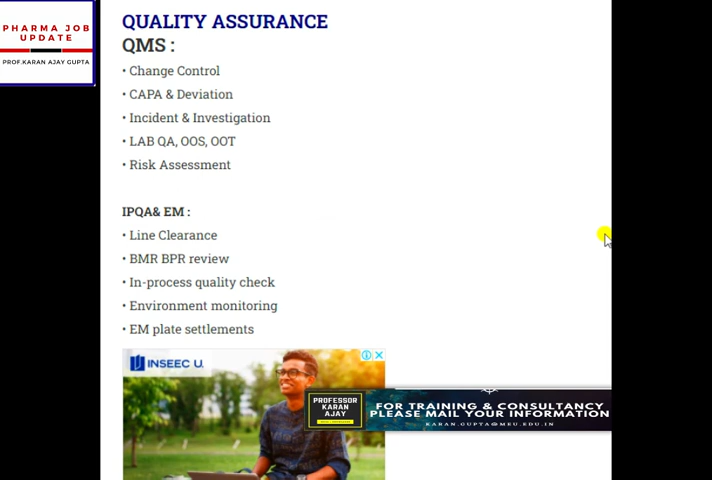 PHARMA JOB
UPDATE
PROF.KARAN AJAY GUPTA
QUALITY ASSURANCE
QMS :
• Change Control
• CAPA & Deviation
• Incident & Investigation
• LAB QA, OOS, OOT
• Risk Assessment
IPQA& EM :
• Line Clearance
• BMR BPR review
• In-process quality check
• Environment monitoring
• EM plate settlements
INSEEC U.
PROFESSOR
KARAN
AJAY
FOR TRAINING & CONSULTANCY
PLEASE MAIL YOUR INFORMATION
KARAN.GUPTA@MEU.EDU.IN